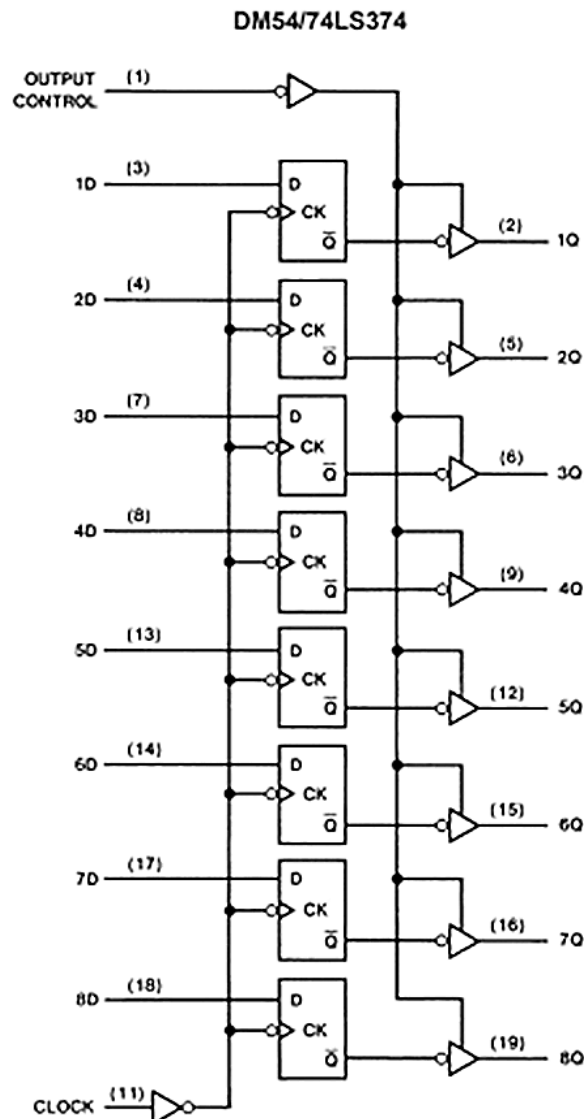 DM54/74LS374
OUTPUT CONTROL (1)
1D (3) D
CK
Q̅ (2) 1Q
2D (4) D
CK
Q̅ (5) 2Q
3D (7) D
CK
Q̅ (6) 3Q
4D (8) D
CK
Q̅ (9) 4Q
5D (13) D
CK
Q̅ (12) 5Q
6D (14) D
CK
Q̅ (15) 6Q
7D (17) D
CK
Q̅ (16) 7Q
8D (18) D
CK
Q̅ (19) 8Q
CLOCK (11)